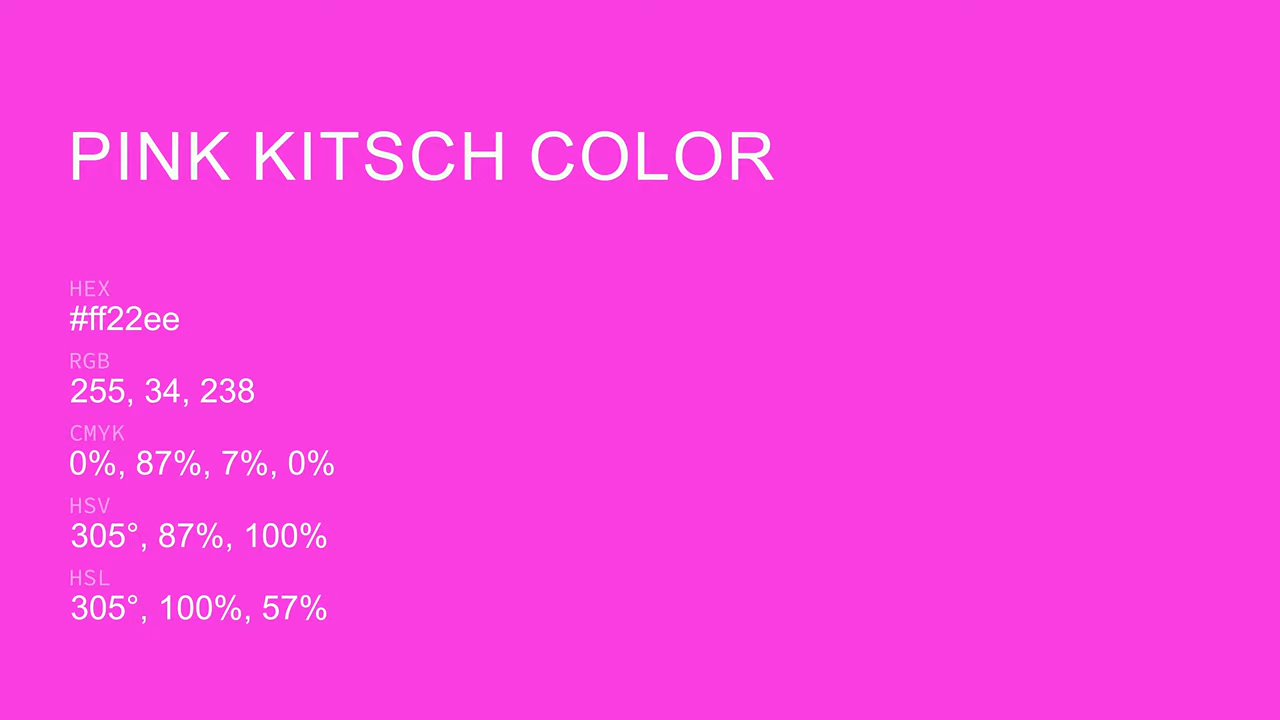 PINK KITSCH COLOR
HEX
#ff22ee
RGB
255, 34, 238
CMYK
0%, 87%, 7%, 0%
HSV
305°, 87%, 100%
HSL
305°, 100%, 57%